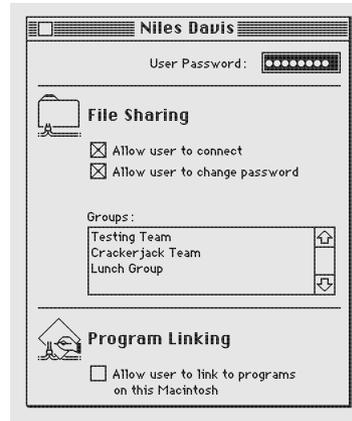 Niles Davis
User Password:
File Sharing
Allow user to connect
Allow user to change password
Groups:
Testing Team
Crackerjack Team
Lunch Group
Program Linking
Allow user to link to programs
on this Macintosh